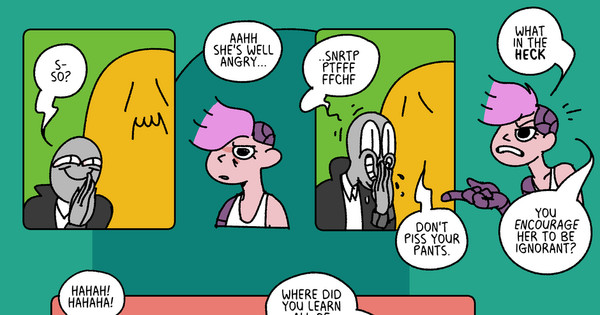 S-
SO?
AAHH
SHE'S WELL
ANGRY...
..SNRTP
PTFFF
FFCHF
DON'T
PISS YOUR
PANTS.
WHAT
IN THE
HECK
YOU
ENCOURAGE
HER TO BE
IGNORANT?
HAHAH!
HAHAHA!
WHERE DID
YOU LEARN